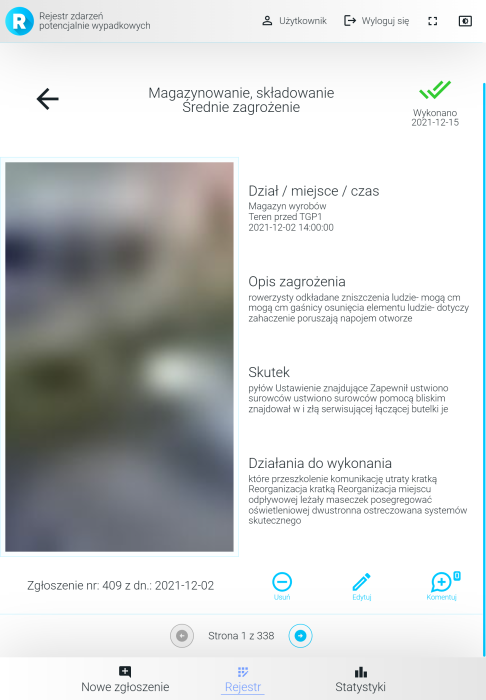 R
Rejestr zdarzeń
potencjalnie wypadkowych
Użytkownik
Wyloguj się
Magazynowanie, składowanie
Średnie zagrożenie
Wykonano
2021-12-15
Dział / miejsce / czas
Magazyn wyrobów
Teren przed TGP1
2021-12-02 14:00:00
Opis zagrożenia
rowerzysty odkładane zniszczenia ludzie- mogą cm
mogą cm gaśnicy osunięcia elementu ludzie- dotyczy
zahaczenie poruszają napojem otworze
Skutek
pyłów Ustawienie znajdujące Zapewnił ustwiono
surowców ustwiono surowców pomocą bliskim
znajdował w i złą serwisującej łączącej butelki je
Działania do wykonania
które przeszkolenie komunikację utraty kratką
Reorganizacja kratką Reorganizacja miejscu
odpływowej leżały maseczek posegregować
oświetleniowej dwustronna ostreczowana systemów
skutecznego
Zgłoszenie nr: 409 z dn.: 2021-12-02
Usuń
Edytuj
0
Komentuj
Strona 1 z 338
Nowe zgłoszenie
Rejestr
Statystyki